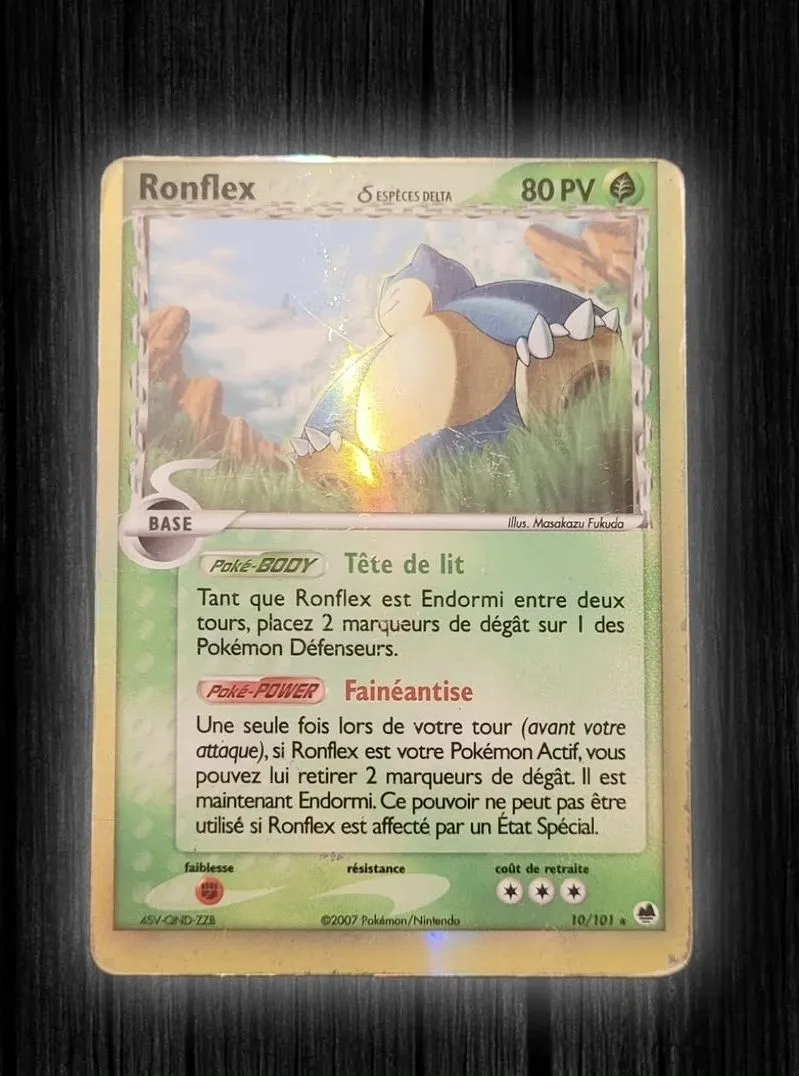 Ronflex δ ESPÈCES DELTA 80 PV
BASE
Illus. Masakazu Fukuda
Poké-BODY Tête de lit
Tant que Ronflex est Endormi entre deux
tours, placez 2 marqueurs de dégât sur 1 des
Pokémon Défenseurs.
Poké-POWER Fainéantise
Une seule fois lors de votre tour (avant votre
attaque), si Ronflex est votre Pokémon Actif, vous
pouvez lui retirer 2 marqueurs de dégât. Il est
maintenant Endormi. Ce pouvoir ne peut pas être
utilisé si Ronflex est affecté par un État Spécial.
faiblesse résistance coût de retraite
4SV-QND-ZZB ©2007 Pokémon/Nintendo 10/101 ★